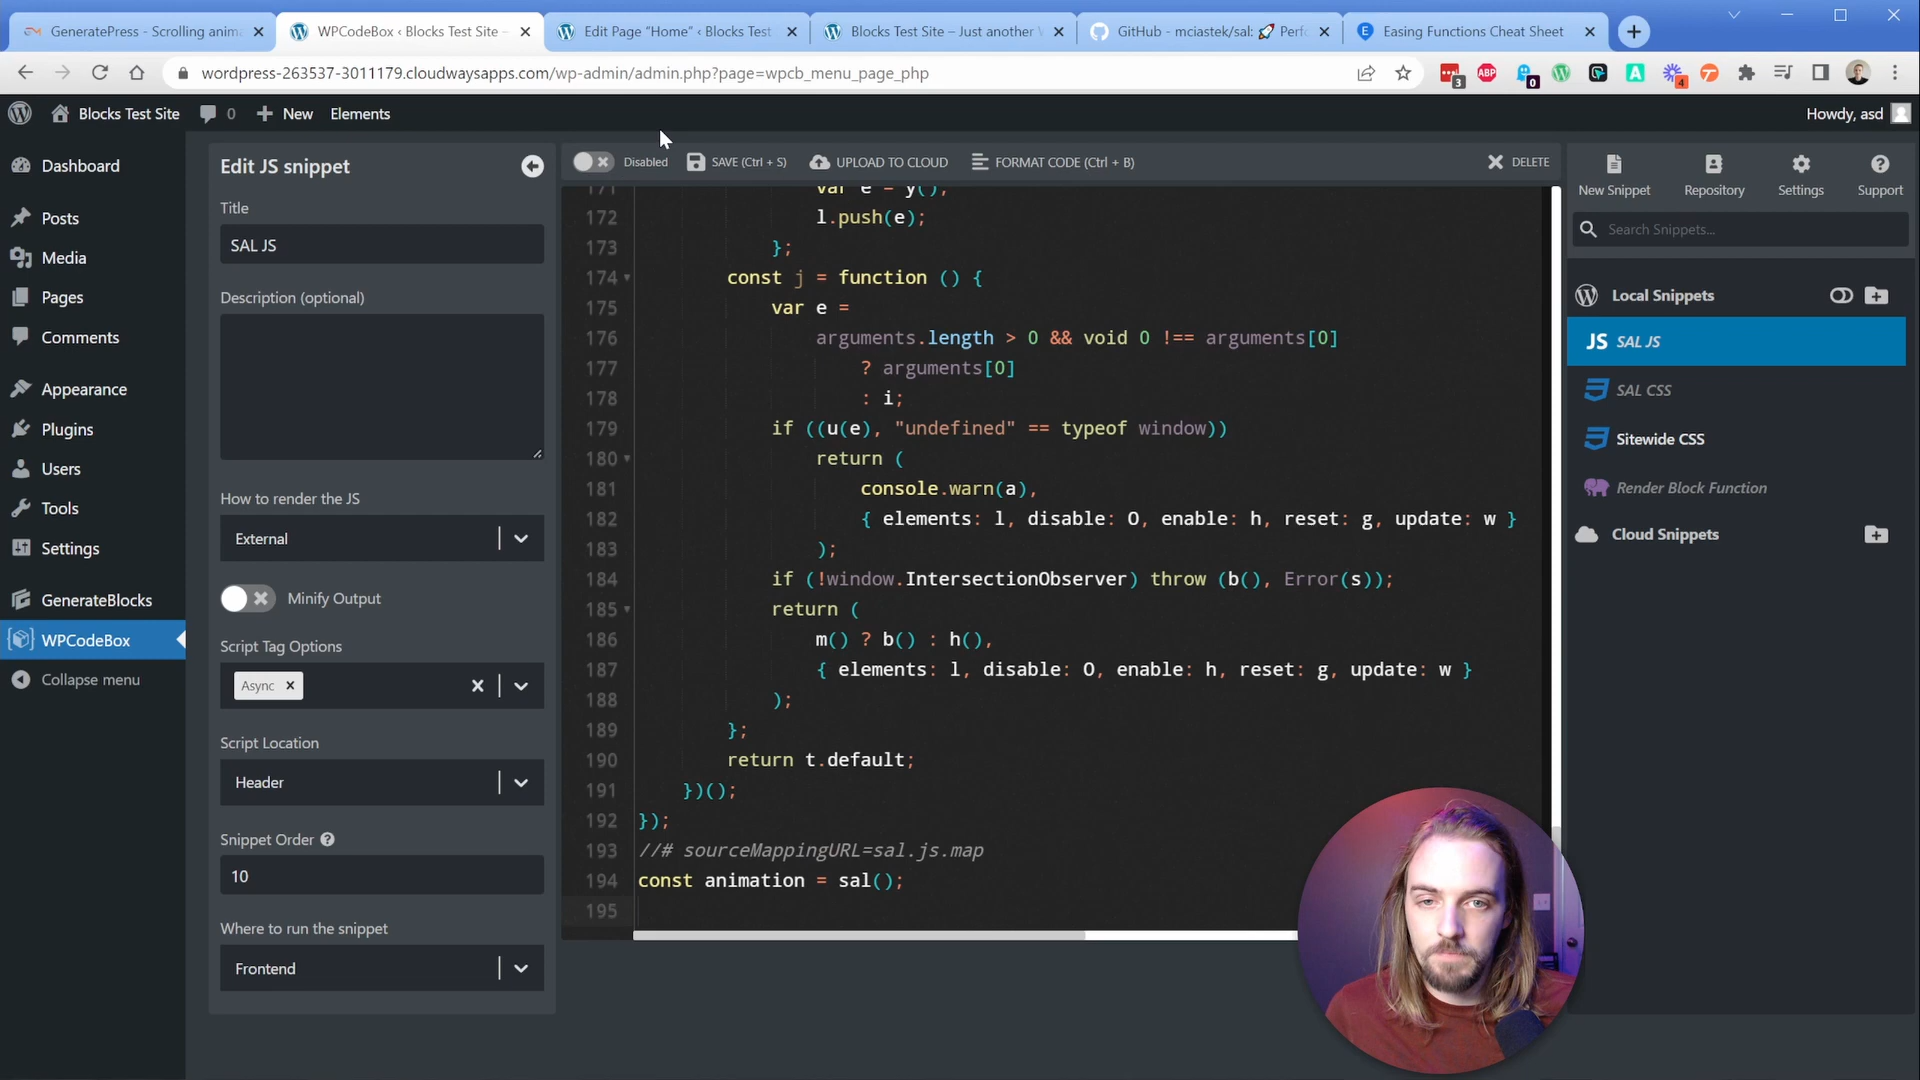 GeneratePress - Scrolling anim
WPCodeBox ‹ Blocks Test Site –
Edit Page “Home” ‹ Blocks Test
Blocks Test Site – Just another W
GitHub - mciastek/sal: 🚀 Perfo
Easing Functions Cheat Sheet
wordpress-263537-3011179.cloudwaysapps.com/wp-admin/admin.php?page=wpcb_menu_page_php
3
ABP
0
A
4
Blocks Test Site
0
New
Elements
Howdy, asd
Dashboard
Posts
Media
Pages
Comments
Appearance
Plugins
Users
Tools
Settings
GenerateBlocks
WPCodeBox
Collapse menu
Edit JS snippet
Title
SAL JS
Description (optional)
How to render the JS
External
Minify Output
Script Tag Options
Async
Script Location
Header
Snippet Order
10
Where to run the snippet
Frontend
Disabled
SAVE (Ctrl + S)
UPLOAD TO CLOUD
FORMAT CODE (Ctrl + B)
DELETE
171 var e = y(),
172 l.push(e);
173 };
174 const j = function () {
175 var e =
176 arguments.length > 0 && void 0 !== arguments[0]
177 ? arguments[0]
178 : i;
179 if ((u(e), "undefined" == typeof window))
180 return (
181 console.warn(a),
182 { elements: l, disable: O, enable: h, reset: g, update: w }
183 );
184 if (!window.IntersectionObserver) throw (b(), Error(s));
185 return (
186 m() ? b() : h(),
187 { elements: l, disable: O, enable: h, reset: g, update: w }
188 );
189 };
190 return t.default;
191 })();
192 });
193 //# sourceMappingURL=sal.js.map
194 const animation = sal();
195
New Snippet
Repository
Settings
Support
Search Snippets...
Local Snippets
JS SAL JS
SAL CSS
Sitewide CSS
Render Block Function
Cloud Snippets